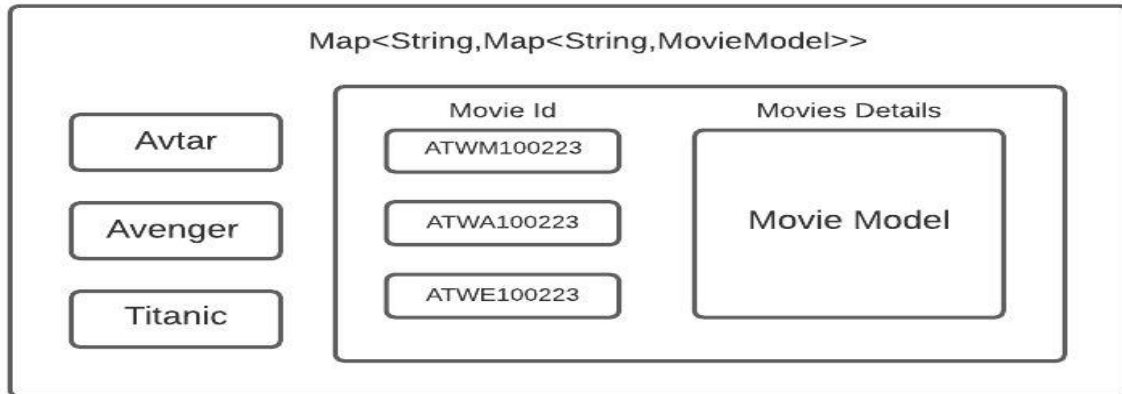 Map<String,Map<String,MovieModel>>
Movie Id
Movies Details
Avtar
ATWM100223
Avenger
ATWA100223
Movie Model
Titanic
ATWE100223